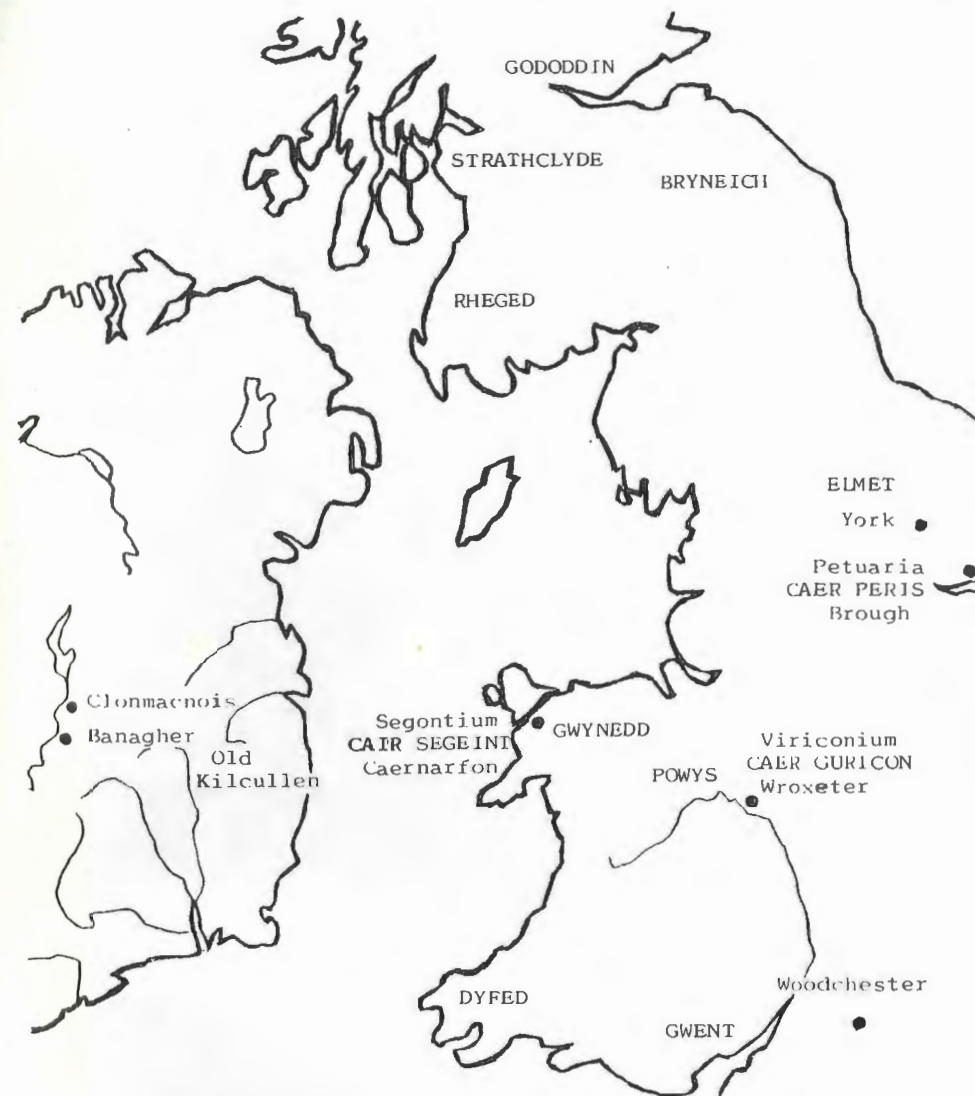 GODODDIN
STRATHCLYDE
BRYNEICH
RHEGED
ELMET
York
Petuaria
CAER PERIS
Brough
Clonmacnois
Banagher
Old
Kilcullen
Segontium
CAIR SEGEINT
Caernarfon
GWYNEDD
Viriconium
CAER GURICON
Wroxeter
POWYS
Woodchester
DYFED
GWENT